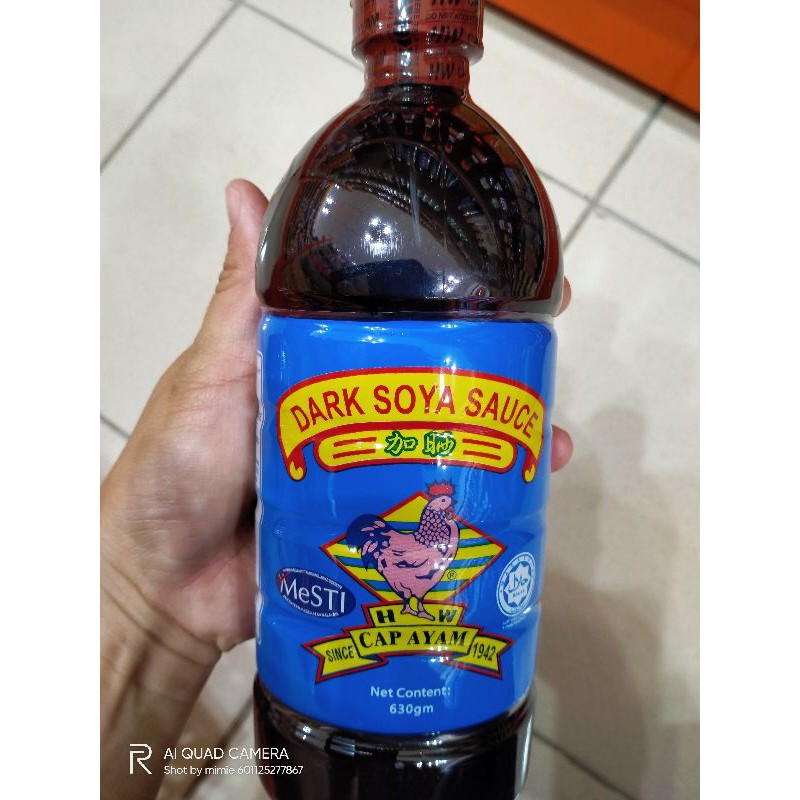 HW
DARK SOYA SAUCE
加晒
MeSTI
®
H W
CAP AYAM
SINCE 1942
Net Content:
630gm
AI QUAD CAMERA
Shot by mimie 601125277867